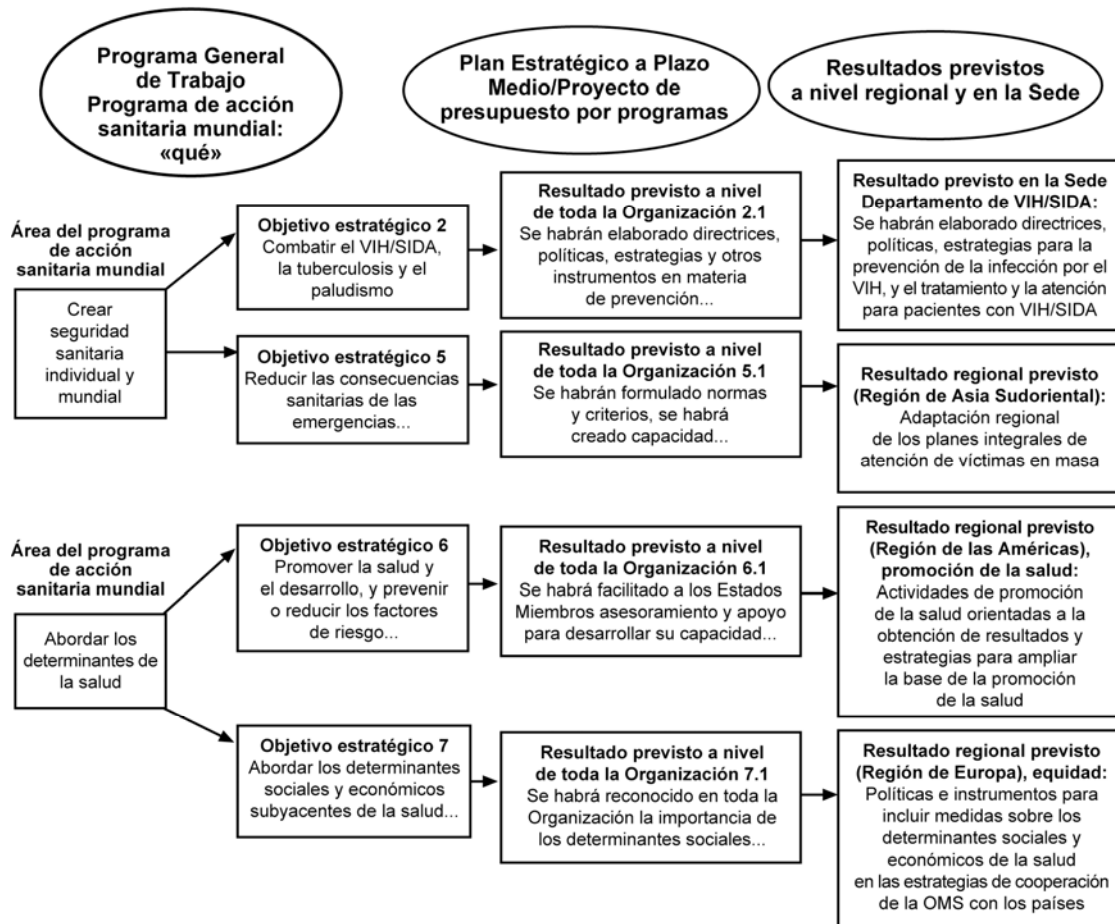 Programa General
de Trabajo
Programa de acción
sanitaria mundial:
«qué»
Plan Estratégico a Plazo
Medio/Proyecto de
presupuesto por programas
Resultados previstos
a nivel regional y en la Sede
Área del programa
de acción
sanitaria mundial
Crear
seguridad
sanitaria
individual y
mundial
Objetivo estratégico 2
Combatir el VIH/SIDA,
la tuberculosis y el
paludismo
Resultado previsto a nivel
de toda la Organización 2.1
Se habrán elaborado directrices,
políticas, estrategias y otros
instrumentos en materia
de prevención...
Resultado previsto en la Sede
Departamento de VIH/SIDA:
Se habrán elaborado directrices,
políticas, estrategias para la
prevención de la infección por el
VIH, y el tratamiento y la atención
para pacientes con VIH/SIDA
Objetivo estratégico 5
Reducir las consecuencias
sanitarias de las
emergencias...
Resultado previsto a nivel
de toda la Organización 5.1
Se habrán formulado normas
y criterios, se habrá
creado capacidad...
Resultado regional previsto
(Región de Asia Sudoriental):
Adaptación regional
de los planes integrales de
atención de víctimas en masa
Área del programa
de acción
sanitaria mundial
Abordar los
determinantes de
la salud
Objetivo estratégico 6
Promover la salud y
el desarrollo, y prevenir
o reducir los factores
de riesgo...
Resultado previsto a nivel
de toda la Organización 6.1
Se habrá facilitado a los Estados
Miembros asesoramiento y apoyo
para desarrollar su capacidad...
Resultado regional previsto
(Región de las Américas),
promoción de la salud:
Actividades de promoción
de la salud orientadas a la
obtención de resultados y
estrategias para ampliar
la base de la promoción
de la salud
Objetivo estratégico 7
Abordar los determinantes
sociales y económicos
subyacentes de la salud...
Resultado previsto a nivel
de toda la Organización 7.1
Se habrá reconocido en toda la
Organización la importancia de
los determinantes sociales...
Resultado regional previsto
(Región de Europa), equidad:
Políticas e instrumentos para
incluir medidas sobre los
determinantes sociales y
económicos de la salud
en las estrategias de cooperación
de la OMS con los países